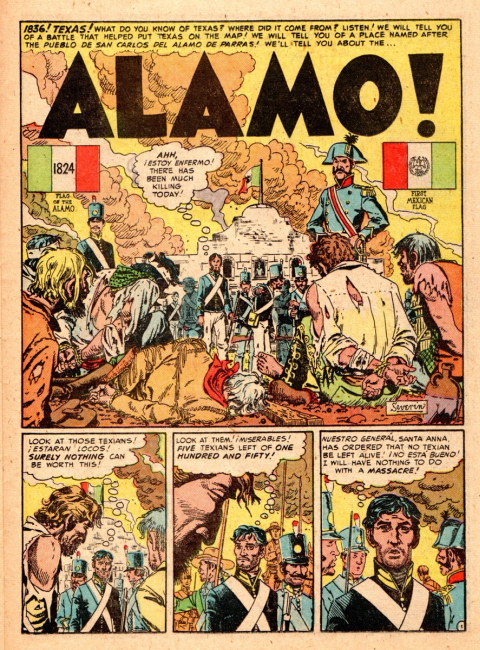 1836! TEXAS! WHAT DO YOU KNOW OF TEXAS? WHERE DID IT COME FROM? LISTEN! WE WILL TELL YOU
OF A BATTLE THAT HELPED PUT TEXAS ON THE MAP! WE WILL TELL YOU OF A PLACE NAMED AFTER
THE PUEBLO DE SAN CARLOS DEL ALAMO DE PARRAS! WE'LL TELL YOU ABOUT THE...
ALAMO!
1824
FLAG
OF THE
ALAMO
AHH,
¡ESTOY ENFERMO!
THERE HAS
BEEN MUCH
KILLING
TODAY!
FIRST
MEXICAN
FLAG
Severin
LOOK AT THOSE TEXIANS!
¡ESTARAN LOCOS!
SURELY NOTHING CAN
BE WORTH THIS!
LOOK AT THEM! ¡MISERABLES!
FIVE TEXIANS LEFT OF ONE
HUNDRED AND FIFTY!
NUESTRO GENERAL, SANTA ANNA,
HAS ORDERED THAT NO TEXIAN
BE LEFT ALIVE! ¡NO ESTÁ BUENO!
I WILL HAVE NOTHING TO DO
WITH A MASSACRE!
1